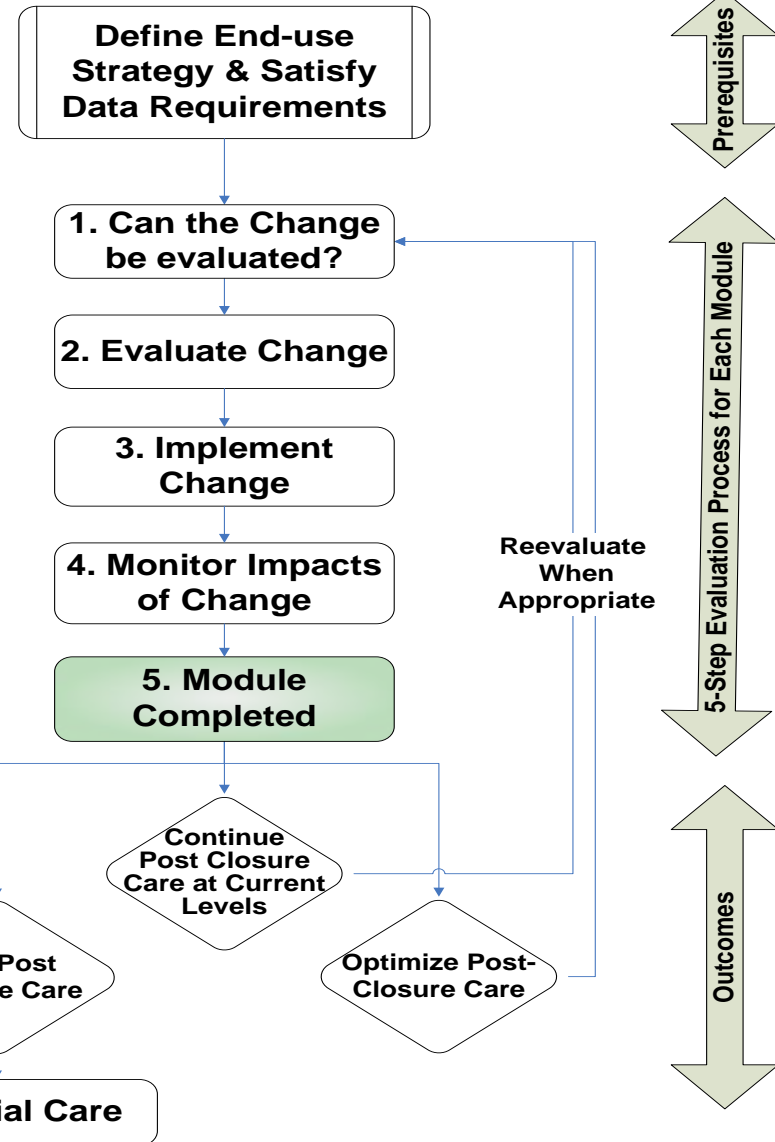 Define End-use
Strategy & Satisfy
Data Requirements
Prerequisites
1. Can the Change
be evaluated?
2. Evaluate Change
3. Implement
Change
4. Monitor Impacts
of Change
5. Module
Completed
Reevaluate
When
Appropriate
5-Step Evaluation Process for Each Module
Continue
Post Closure
Care at Current
Levels
Post
Care
Optimize Post-
Closure Care
Outcomes
Care